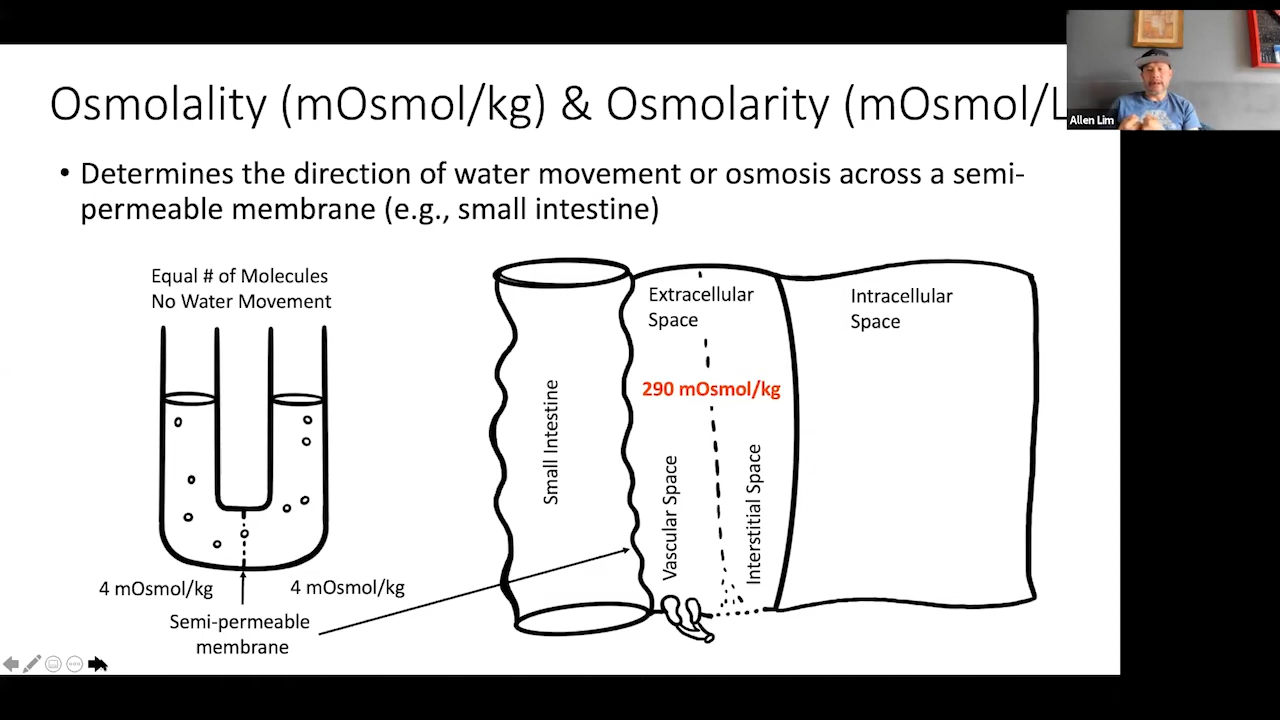 Osmolality (mOsmol/kg) & Osmolarity (mOsmol/L
Allen Lim
• Determines the direction of water movement or osmosis across a semi-
permeable membrane (e.g., small intestine)
Equal # of Molecules
No Water Movement
4 mOsmol/kg
4 mOsmol/kg
Semi-permeable
membrane
Small Intestine
Extracellular
Space
290 mOsmol/kg
Vascular Space
Interstitial Space
Intracellular
Space